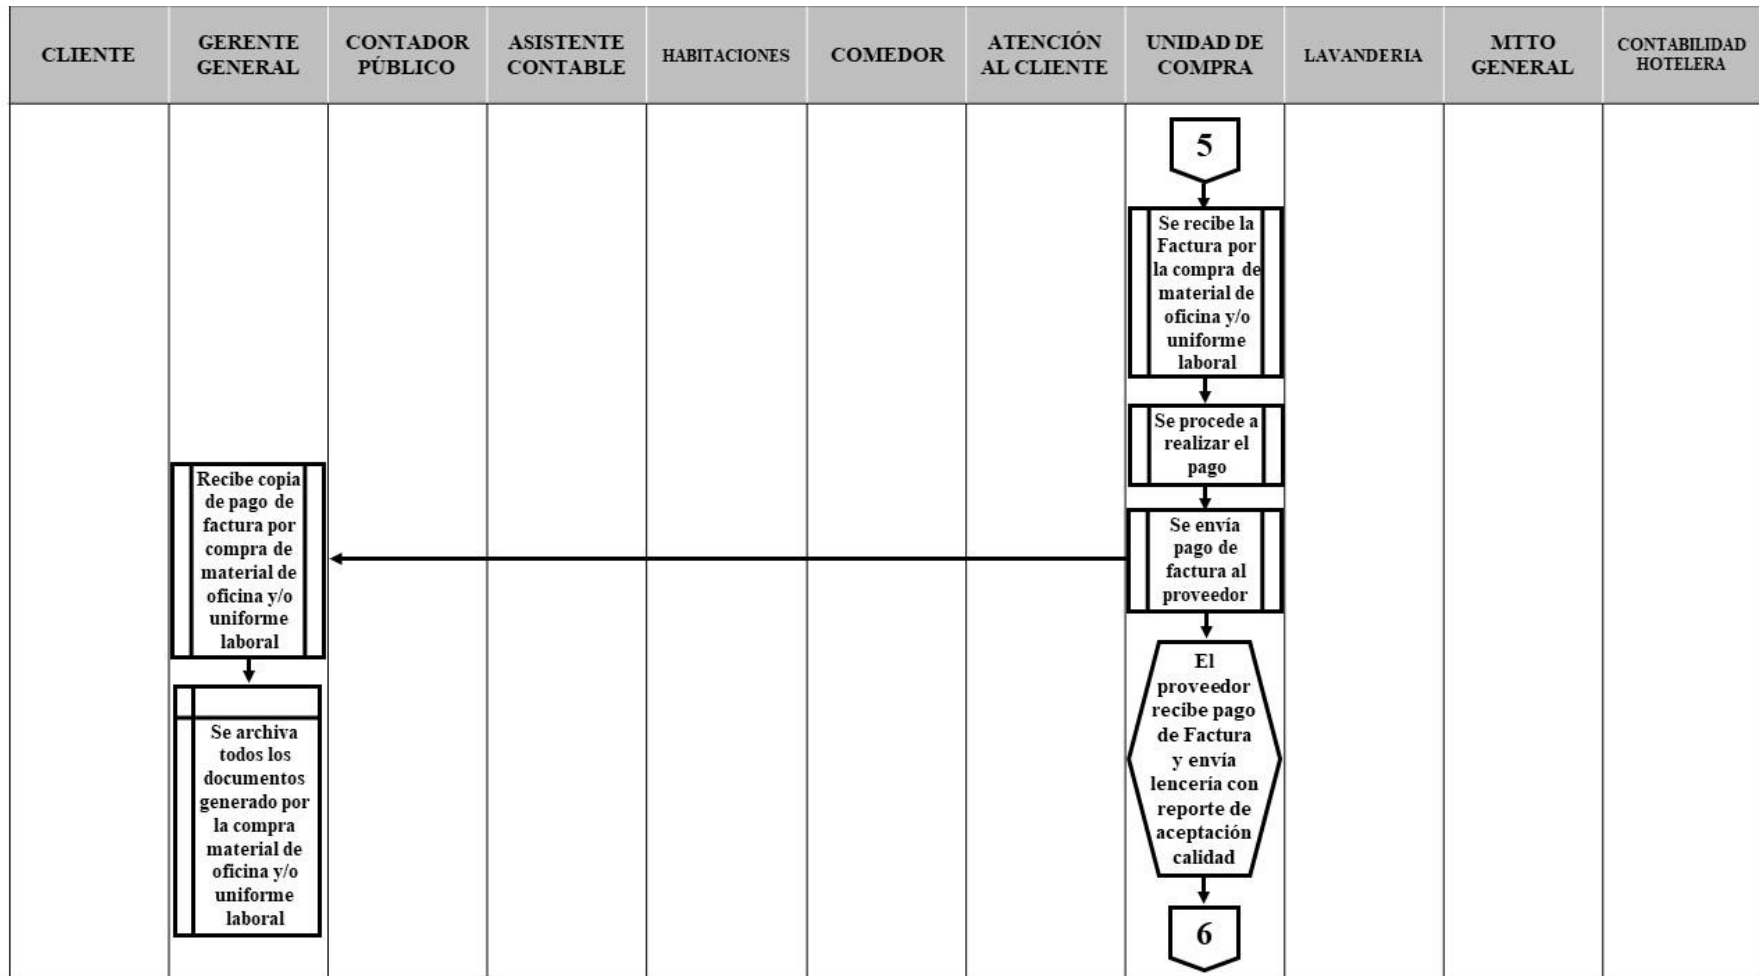 CLIENTE
GERENTE
GENERAL
CONTADOR
PÚBLICO
ASISTENTE
CONTABLE
HABITACIONES
COMEDOR
ATENCIÓN
AL CLIENTE
UNIDAD DE
COMPRA
LAVANDERIA
MTTO
GENERAL
CONTABILIDAD
HOTELERA
5
Se recibe la
Factura por
la compra de
material de
oficina y/o
uniforme
laboral
Se procede a
realizar el
pago
Se envía
pago de
factura al
proveedor
Recibe copia
de pago de
factura por
compra de
material de
oficina y/o
uniforme
laboral
Se archiva
todos los
documentos
generado por
la compra
material de
oficina y/o
uniforme
laboral
El
proveedor
recibe pago
de Factura
y envía
lencería con
reporte de
aceptación
calidad
6